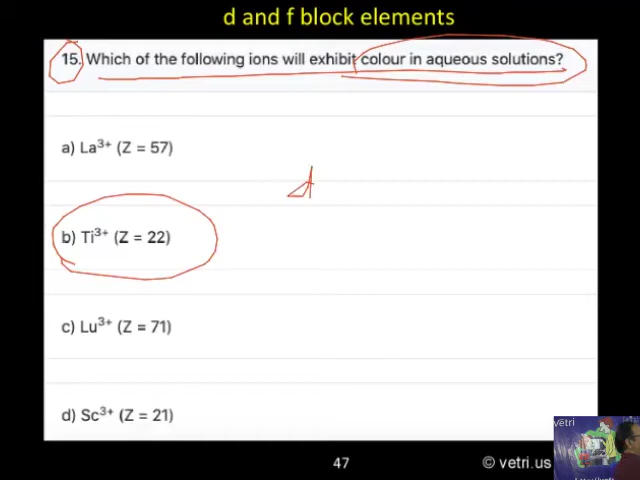 d and f block elements
15. Which of the following ions will exhibit colour in aqueous solutions?
a) La³⁺ (Z = 57)
b) Ti³⁺ (Z = 22)
c) Lu³⁺ (Z = 71)
d) Sc³⁺ (Z = 21)
vetri
47
© vetri.us